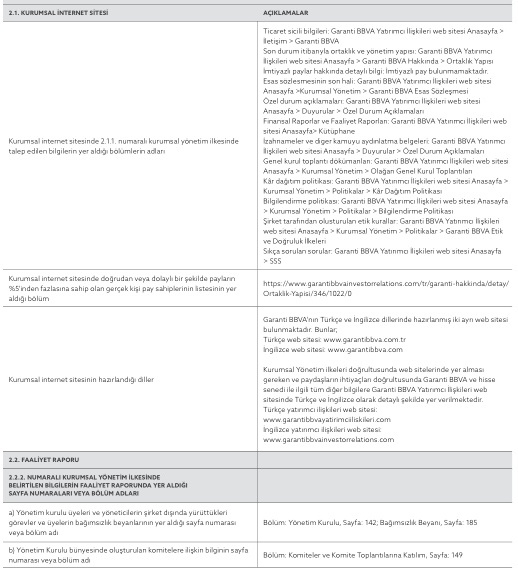 2.1. KURUMSAL İNTERNET SİTESİ
AÇIKLAMALAR
Kurumsal internet sitesinde 2.1.1. numaralı kurumsal yönetim ilkesinde
talep edilen bilgilerin yer aldığı bölümlerin adları
Ticaret sicili bilgileri: Garanti BBVA Yatırımcı İlişkileri web sitesi Anasayfa >
İletişim > Garanti BBVA
Son durum itibarıyla ortaklık ve yönetim yapısı: Garanti BBVA Yatırımcı
İlişkileri web sitesi Anasayfa > Garanti BBVA Hakkında > Ortaklık Yapısı
İmtiyazlı paylar hakkında detaylı bilgi: İmtiyazlı pay bulunmamaktadır.
Esas sözleşmesinin son hali: Garanti BBVA Yatırımcı İlişkileri web sitesi
Anasayfa >Kurumsal Yönetim > Garanti BBVA Esas Sözleşmesi
Özel durum açıklamaları: Garanti BBVA Yatırımcı İlişkileri web sitesi
Anasayfa > Duyurular > Özel Durum Açıklamaları
Finansal Raporlar ve Faaliyet Raporları: Garanti BBVA Yatırımcı İlişkileri web
sitesi Anasayfa> Kütüphane
İzahnameler ve diğer kamuyu aydınlatma belgeleri: Garanti BBVA Yatırımcı
İlişkileri web sitesi Anasayfa > Duyurular > Özel Durum Açıklamaları
Genel kurul toplantı dökümanları: Garanti BBVA Yatırımcı İlişkileri web sitesi
Anasayfa > Kurumsal Yönetim > Olağan Genel Kurul Toplantıları
Kâr dağıtım politikası: Garanti BBVA Yatırımcı İlişkileri web sitesi Anasayfa >
Kurumsal Yönetim > Politikalar > Kâr Dağıtım Politikası
Bilgilendirme politikası: Garanti BBVA Yatırımcı İlişkileri web sitesi Anasayfa
> Kurumsal Yönetim > Politikalar > Bilgilendirme Politikası
Şirket tarafından oluşturulan etik kurallar: Garanti BBVA Yatırımcı İlişkileri
web sitesi Anasayfa > Kurumsal Yönetim > Politikalar > Garanti BBVA Etik
ve Doğruluk İlkeleri
Sıkça sorulan sorular: Garanti BBVA Yatırımcı İlişkileri web sitesi Anasayfa
> SSS
Kurumsal internet sitesinde doğrudan veya dolaylı bir şekilde payların
%5'inden fazlasına sahip olan gerçek kişi pay sahiplerinin listesinin yer
aldığı bölüm
https://www.garantibbvainvestorrelations.com/tr/garanti-hakkinda/detay/
Ortaklik-Yapisi/346/1022/0
Kurumsal internet sitesinin hazırlandığı diller
Garanti BBVA'nın Türkçe ve İngilizce dillerinde hazırlanmış iki ayrı web sitesi
bulunmaktadır. Bunlar;
Türkçe web sitesi: www.garantibbva.com.tr
İngilizce web sitesi: www.garantibbva.com
Kurumsal Yönetim ilkeleri doğrultusunda web sitelerinde yer alması
gereken ve paydaşların ihtiyaçları doğrultusunda Garanti BBVA ve hisse
senedi ile ilgili tüm diğer bilgilere Garanti BBVA Yatırımcı İlişkileri web
sitesinde Türkçe ve İngilizce olarak detaylı şekilde yer verilmektedir.
Türkçe yatırımcı ilişkileri web sitesi:
www.garantibbvayatirimciiliskileri.com
İngilizce yatırımcı ilişkileri web sitesi:
www.garantibbvainvestorrelations.com
2.2. FAALİYET RAPORU
2.2.2. NUMARALI KURUMSAL YÖNETİM İLKESİNDE
BELİRTİLEN BİLGİLERİN FAALİYET RAPORUNDA YER ALDIĞI
SAYFA NUMARALARI VEYA BÖLÜM ADLARI
a) Yönetim kurulu üyeleri ve yöneticilerin şirket dışında yürüttükleri
görevler ve üyelerin bağımsızlık beyanlarının yer aldığı sayfa numarası
veya bölüm adı
Bölüm: Yönetim Kurulu, Sayfa: 142; Bağımsızlık Beyanı, Sayfa: 185
b) Yönetim Kurulu bünyesinde oluşturulan komitelere ilişkin bilginin sayfa
numarası veya bölüm adı
Bölüm: Komiteler ve Komite Toplantılarına Katılım, Sayfa: 149